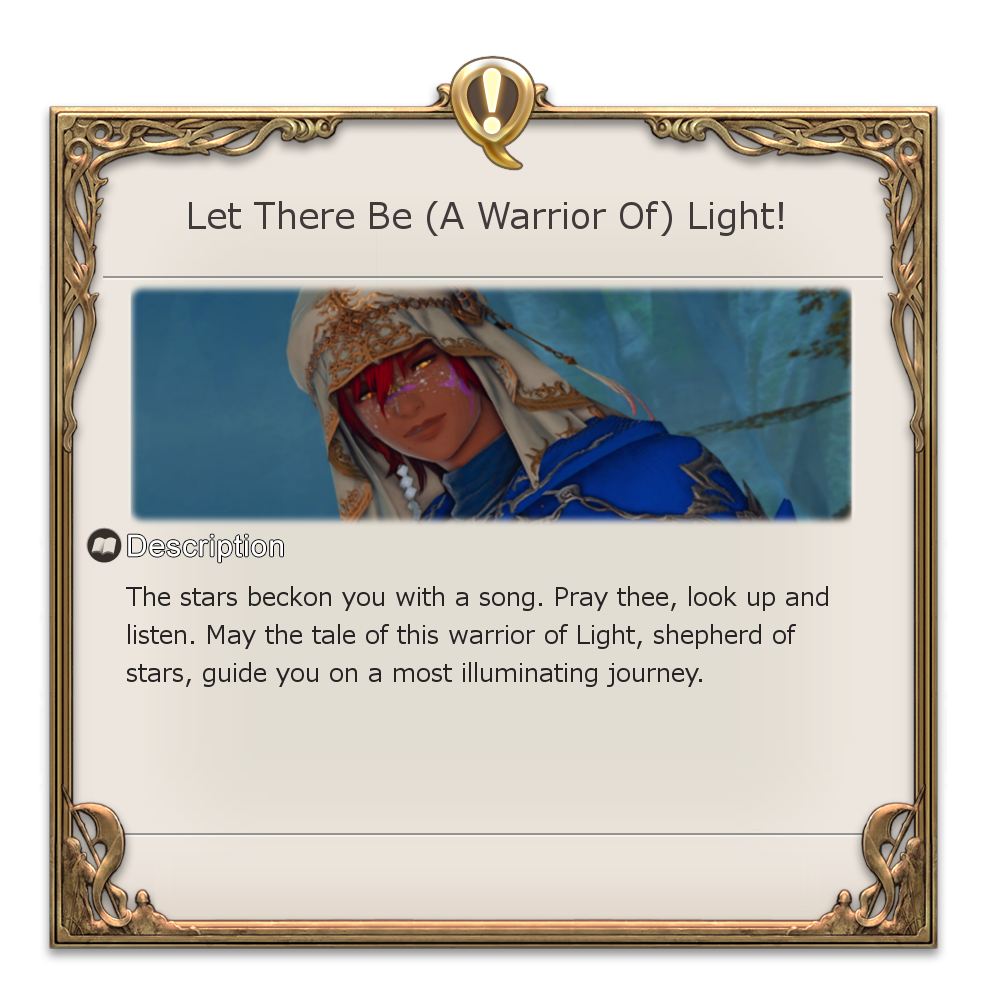 Let There Be (A Warrior Of) Light!
Description
The stars beckon you with a song. Pray thee, look up and
listen. May the tale of this warrior of Light, shepherd of
stars, guide you on a most illuminating journey.